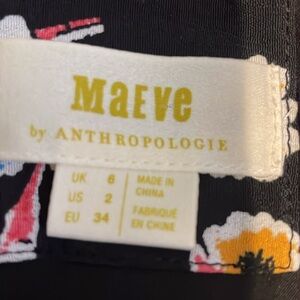 MaEve
by ANTHROPOLOGIE
UK 6
US 2
EU 34
MADE IN
CHINA
FABRIQUÉ
EN CHINE